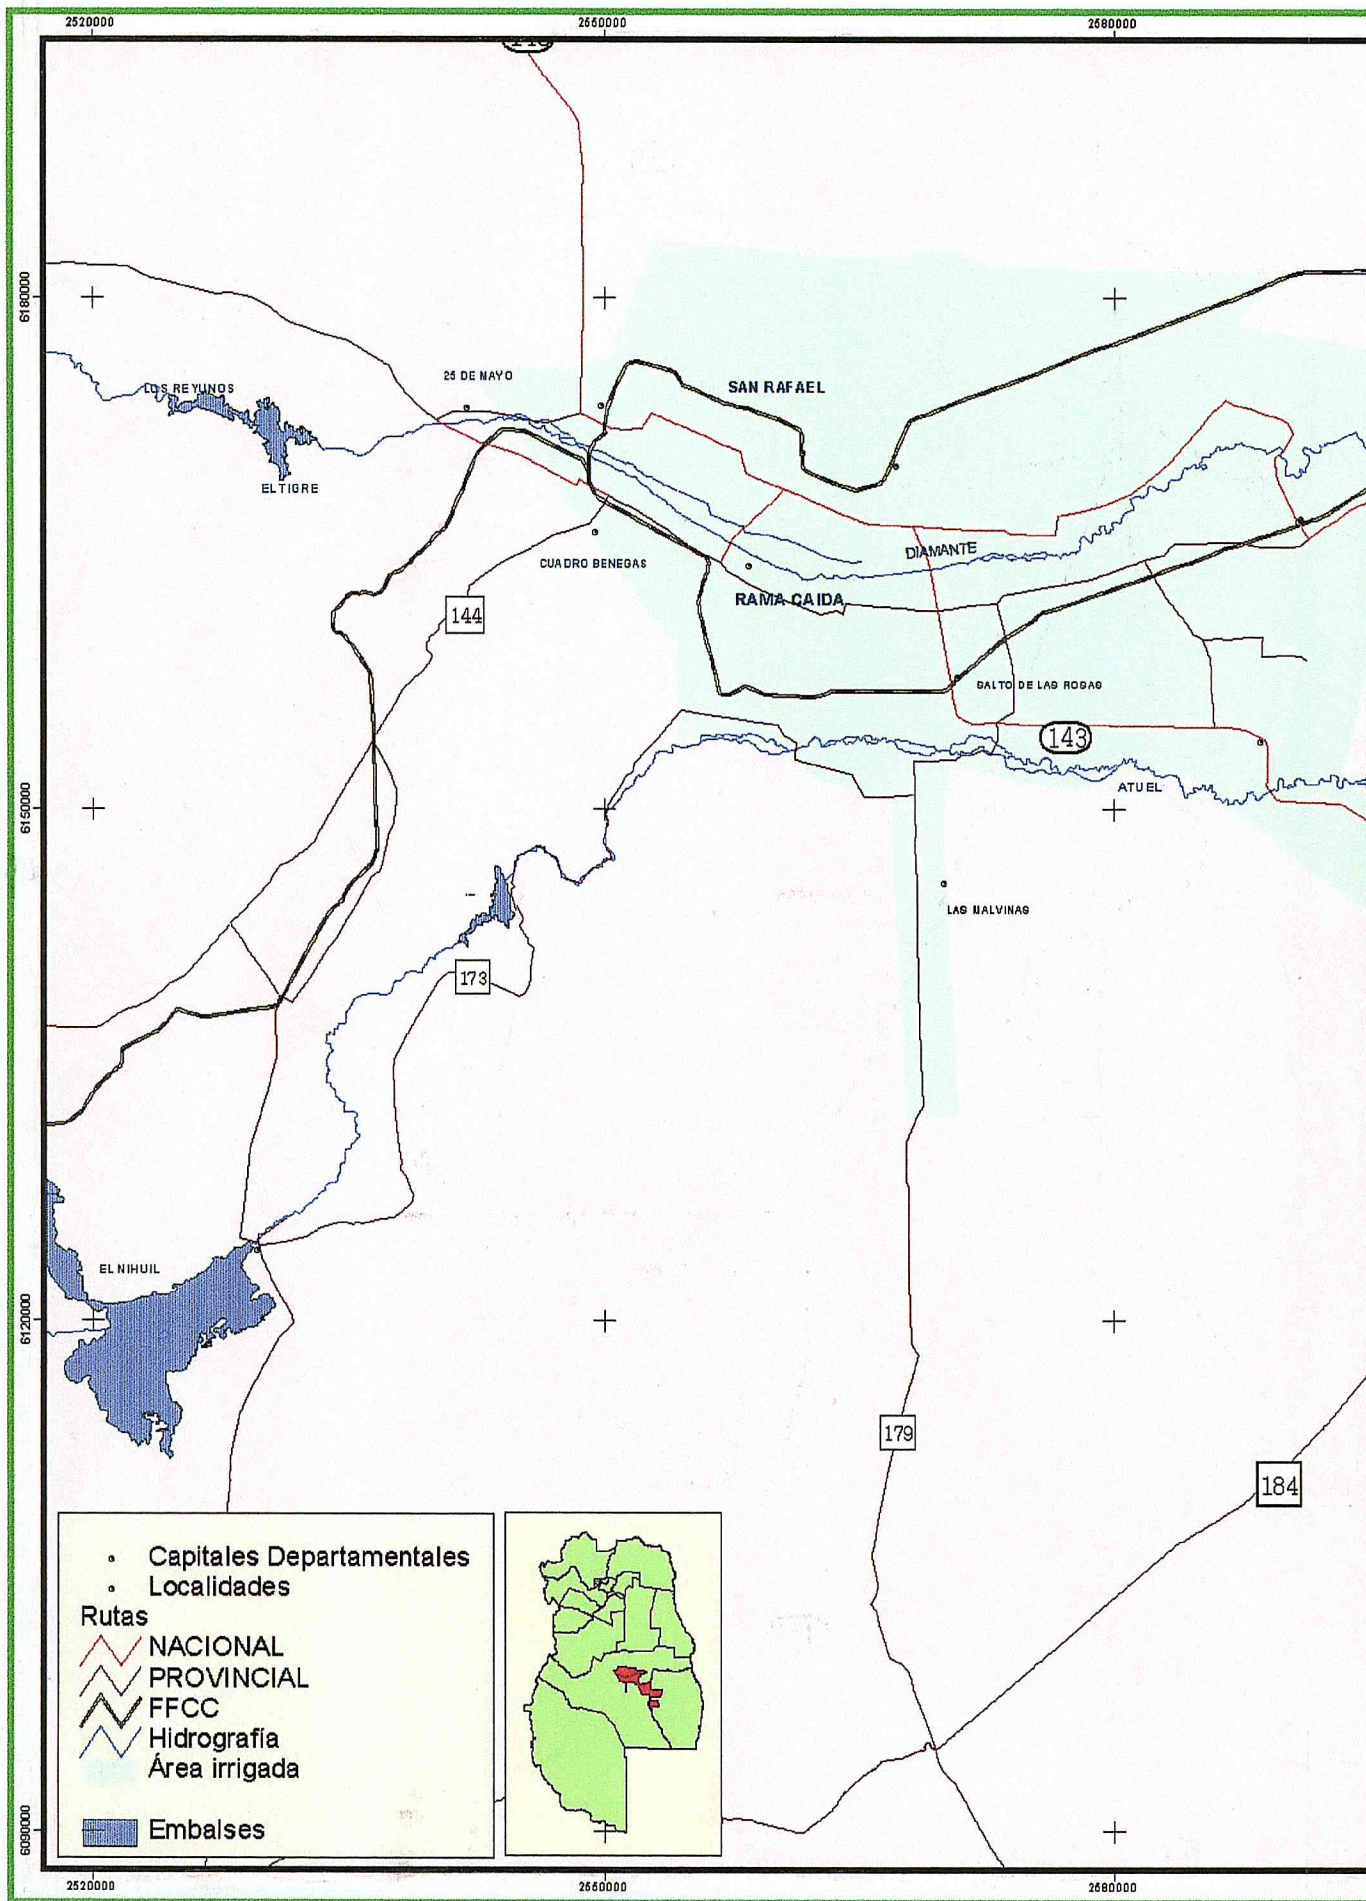 2520000
2550000
2580000
6180000
25 DE MAYO
SAN RAFAEL
LOS REYUNOS
EL TIGRE
DIAMANTE
CUADRO BENEGAS
RAMA CAIDA
144
SALTO DE LAS ROSAS
143
ATUEL
6150000
LAS MALVINAS
173
EL NIHUIL
6120000
179
184
Capitales Departamentales
Localidades
Rutas
NACIONAL
PROVINCIAL
FFCC
Hidrografía
Área irrigada
Embalses
6090000
2520000
2550000
2580000